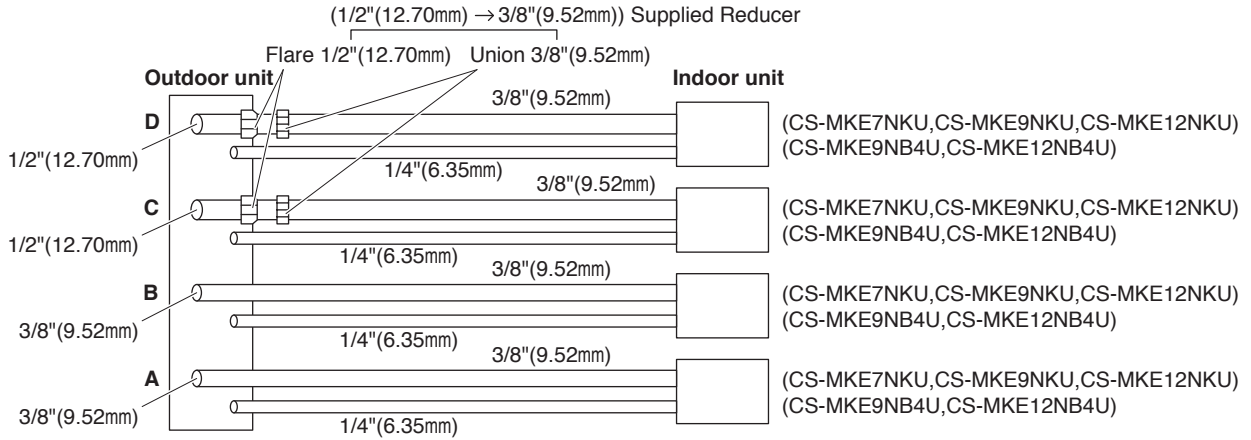 (1/2"(12.70mm) →3/8"(9.52mm)) Supplied Reducer
Flare 1/2"(12.70mm) Union 3/8"(9.52mm)
Outdoor unit
Indoor unit
D
3/8"(9.52mm)
1/2"(12.70mm)
1/4"(6.35mm)
(CS-MKE7NKU,CS-MKE9NKU,CS-MKE12NKU)
(CS-MKE9NB4U,CS-MKE12NB4U)
C
3/8"(9.52mm)
1/2"(12.70mm)
1/4"(6.35mm)
(CS-MKE7NKU,CS-MKE9NKU,CS-MKE12NKU)
(CS-MKE9NB4U,CS-MKE12NB4U)
B
3/8"(9.52mm)
3/8"(9.52mm)
1/4"(6.35mm)
(CS-MKE7NKU,CS-MKE9NKU,CS-MKE12NKU)
(CS-MKE9NB4U,CS-MKE12NB4U)
A
3/8"(9.52mm)
3/8"(9.52mm)
1/4"(6.35mm)
(CS-MKE7NKU,CS-MKE9NKU,CS-MKE12NKU)
(CS-MKE9NB4U,CS-MKE12NB4U)